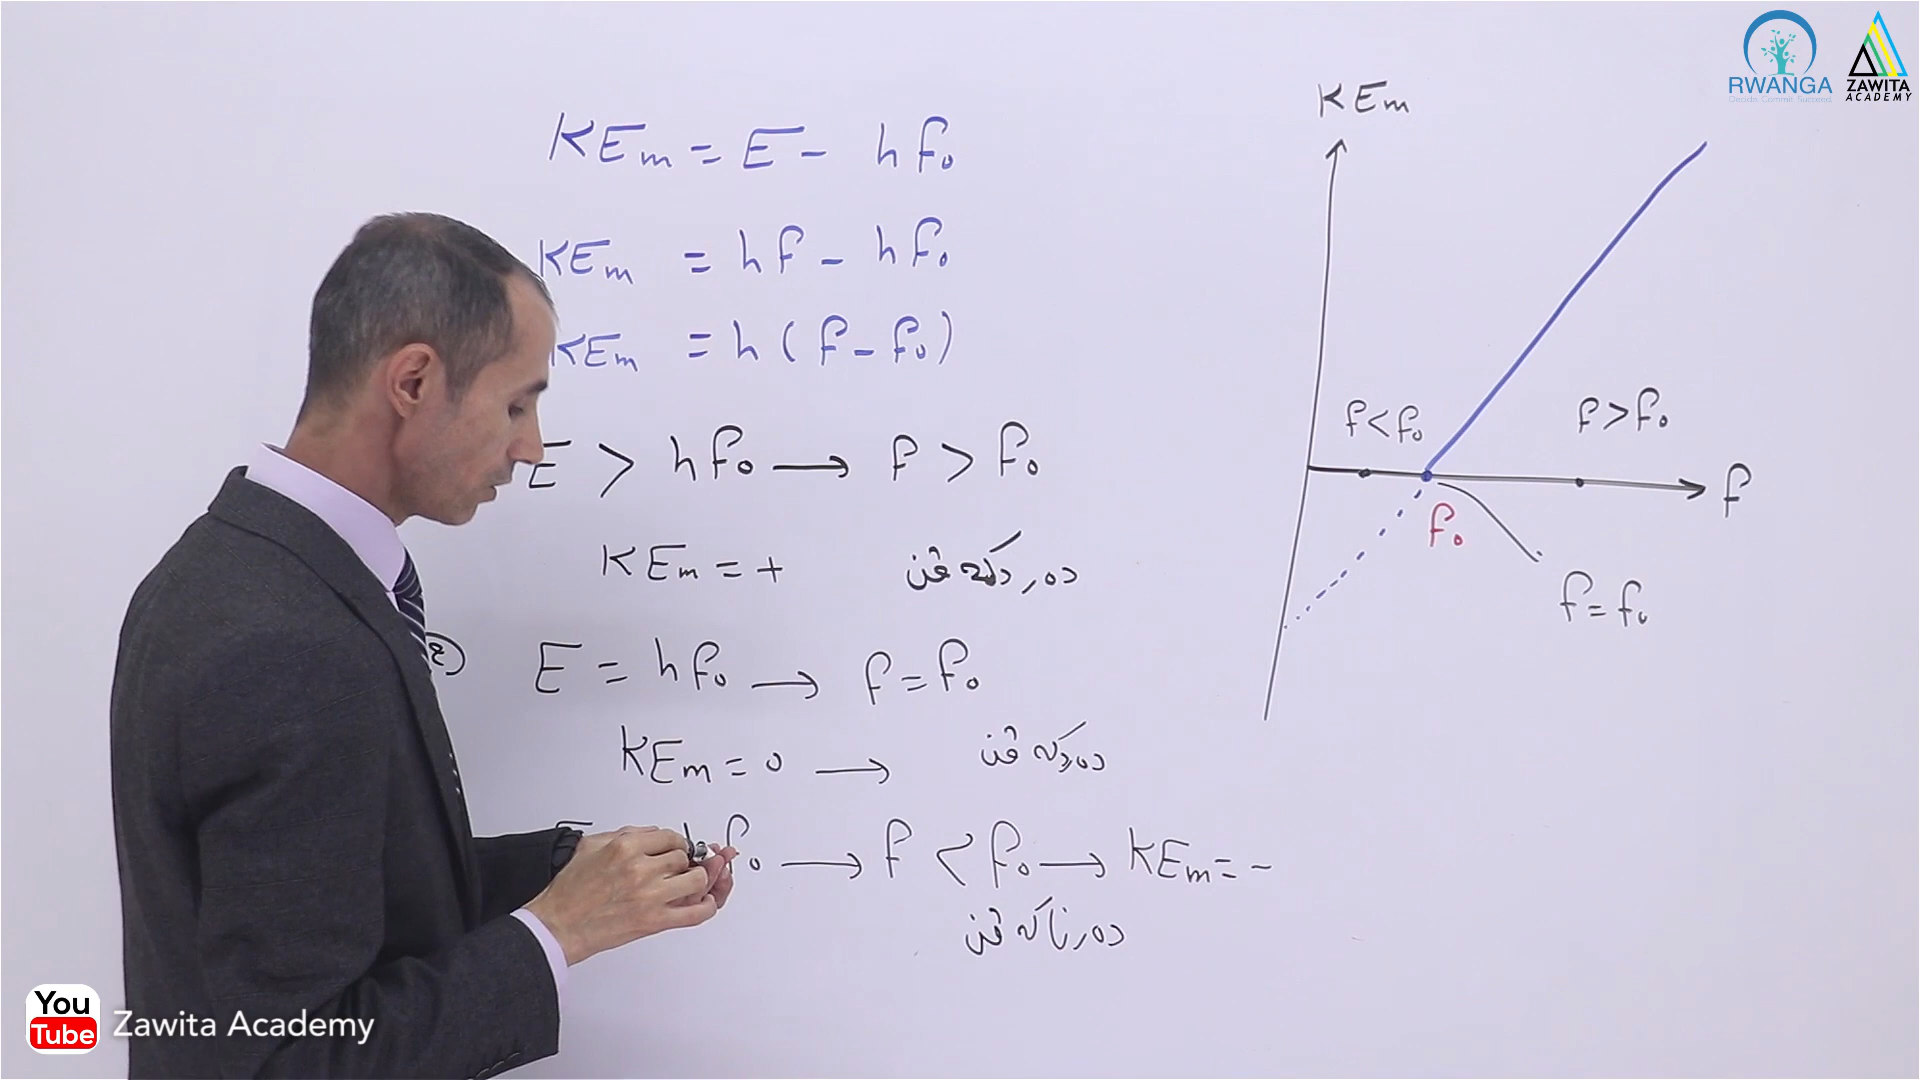 KEm = E - hf₀
KEm = hf - hf₀
KEm = h(f - f₀)
E > hf₀ → f > f₀
KEm = +
E = hf₀ → f = f₀
KEm = 0 →
f₀ → f < f₀ → KEm = -
KEm
f < f₀
f > f₀
f
f₀
f = f₀
RWANGA
ZAWITA
ACADEMY
You
Tube
Zawita Academy